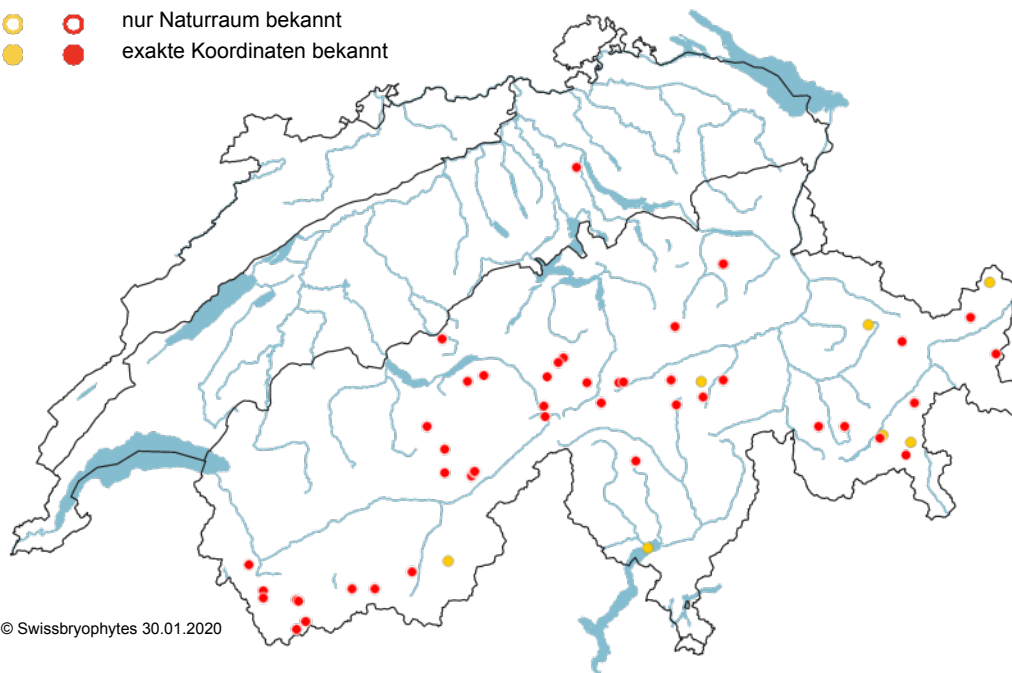 nur Naturraum bekannt
exakte Koordinaten bekannt
© Swissbryophytes 30.01.2020